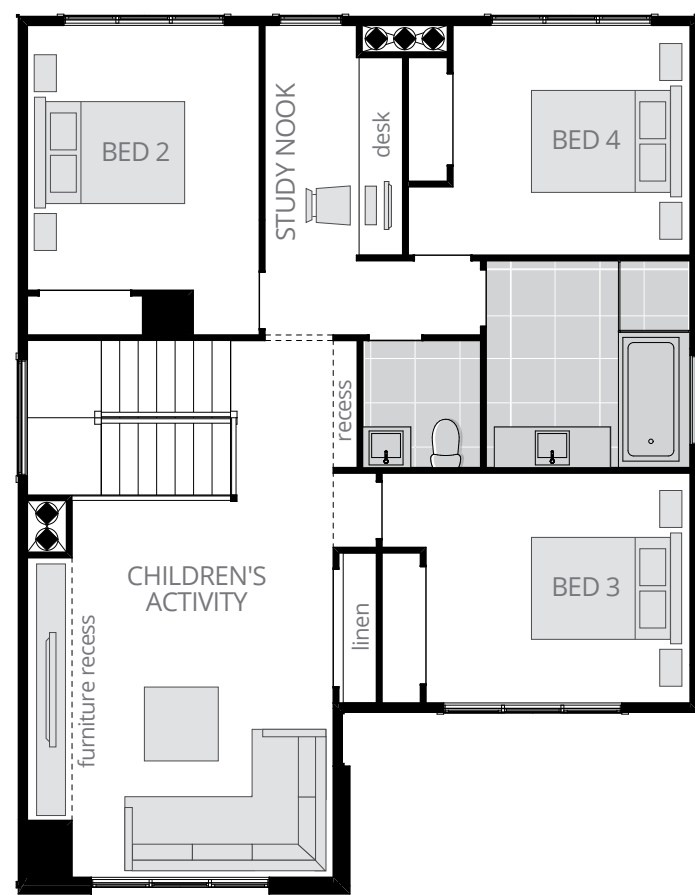 BED 2
STUDY NOOK
desk
BED 4
recess
CHILDREN'S
ACTIVITY
furniture recess
linen
BED 3